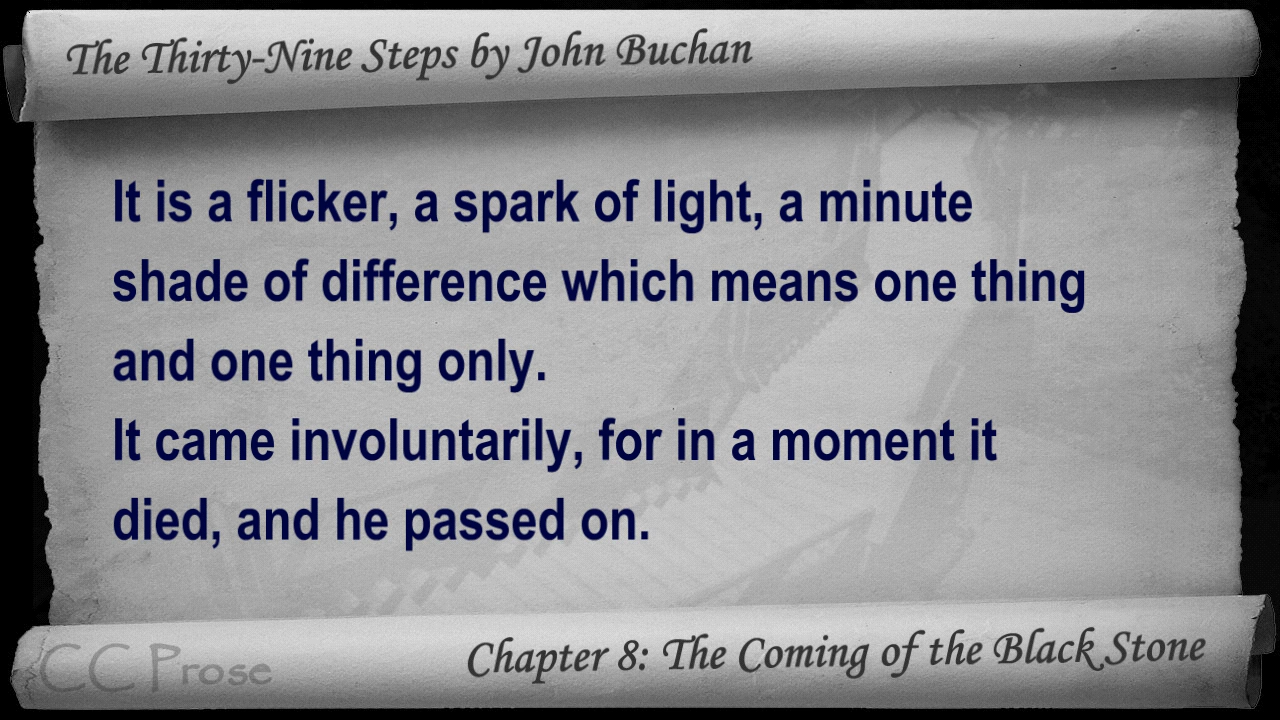 The Thirty-Nine Steps by John Buchan
It is a flicker, a spark of light, a minute
shade of difference which means one thing
and one thing only.
It came involuntarily, for in a moment it
died, and he passed on.
CC Prose
Chapter 8: The Coming of the Black Stone